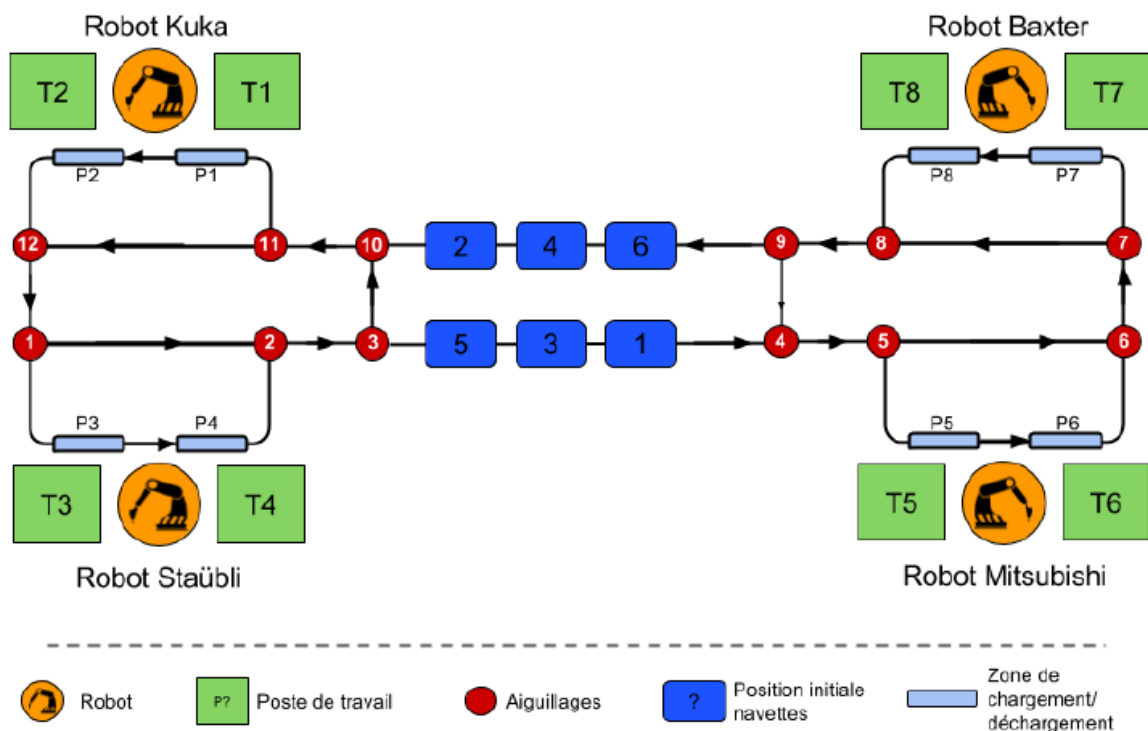 Robot Kuka
Robot Baxter
T2 T1
T8 T7
P2 P1
P8 P7
12 11 10 2 4 6 9 8 7
1 2 3 5 3 1 4 5 6
P3 P4
P5 P6
T3 T4
T5 T6
Robot Staübli
Robot Mitsubishi
Robot
P? Poste de travail
Aiguillages
? Position initiale
navettes
Zone de
chargement/
déchargement